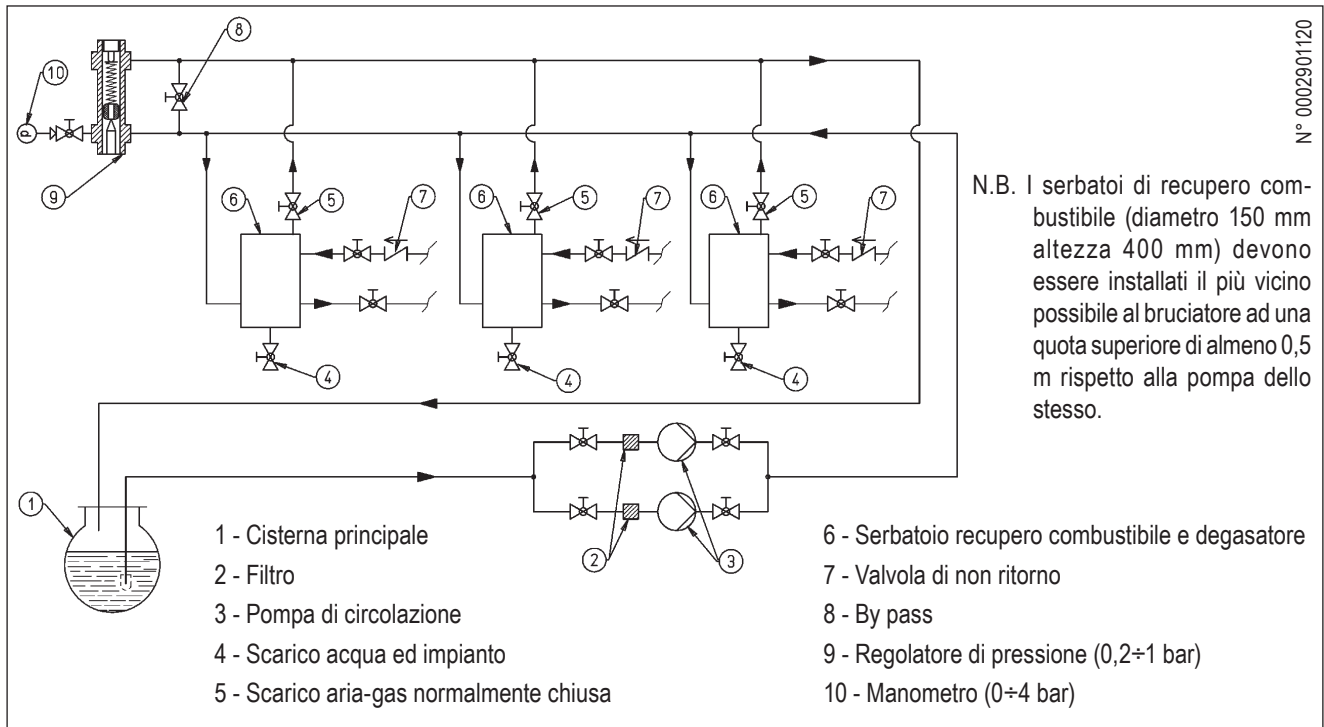 8
10
p
9
6
5
7
6
5
7
6
5
7
4
4
4
N° 0002901120
N.B. I serbatoi di recupero com-
bustibile (diametro 150 mm
altezza 400 mm) devono
essere installati il più vicino
possibile al bruciatore ad una
quota superiore di almeno 0,5
m rispetto alla pompa dello
stesso.
1
2
3
1 - Cisterna principale
2 - Filtro
3 - Pompa di circolazione
4 - Scarico acqua ed impianto
5 - Scarico aria-gas normalmente chiusa
6 - Serbatoio recupero combustibile e degasatore
7 - Valvola di non ritorno
8 - By pass
9 - Regolatore di pressione (0,2÷1 bar)
10 - Manometro (0÷4 bar)